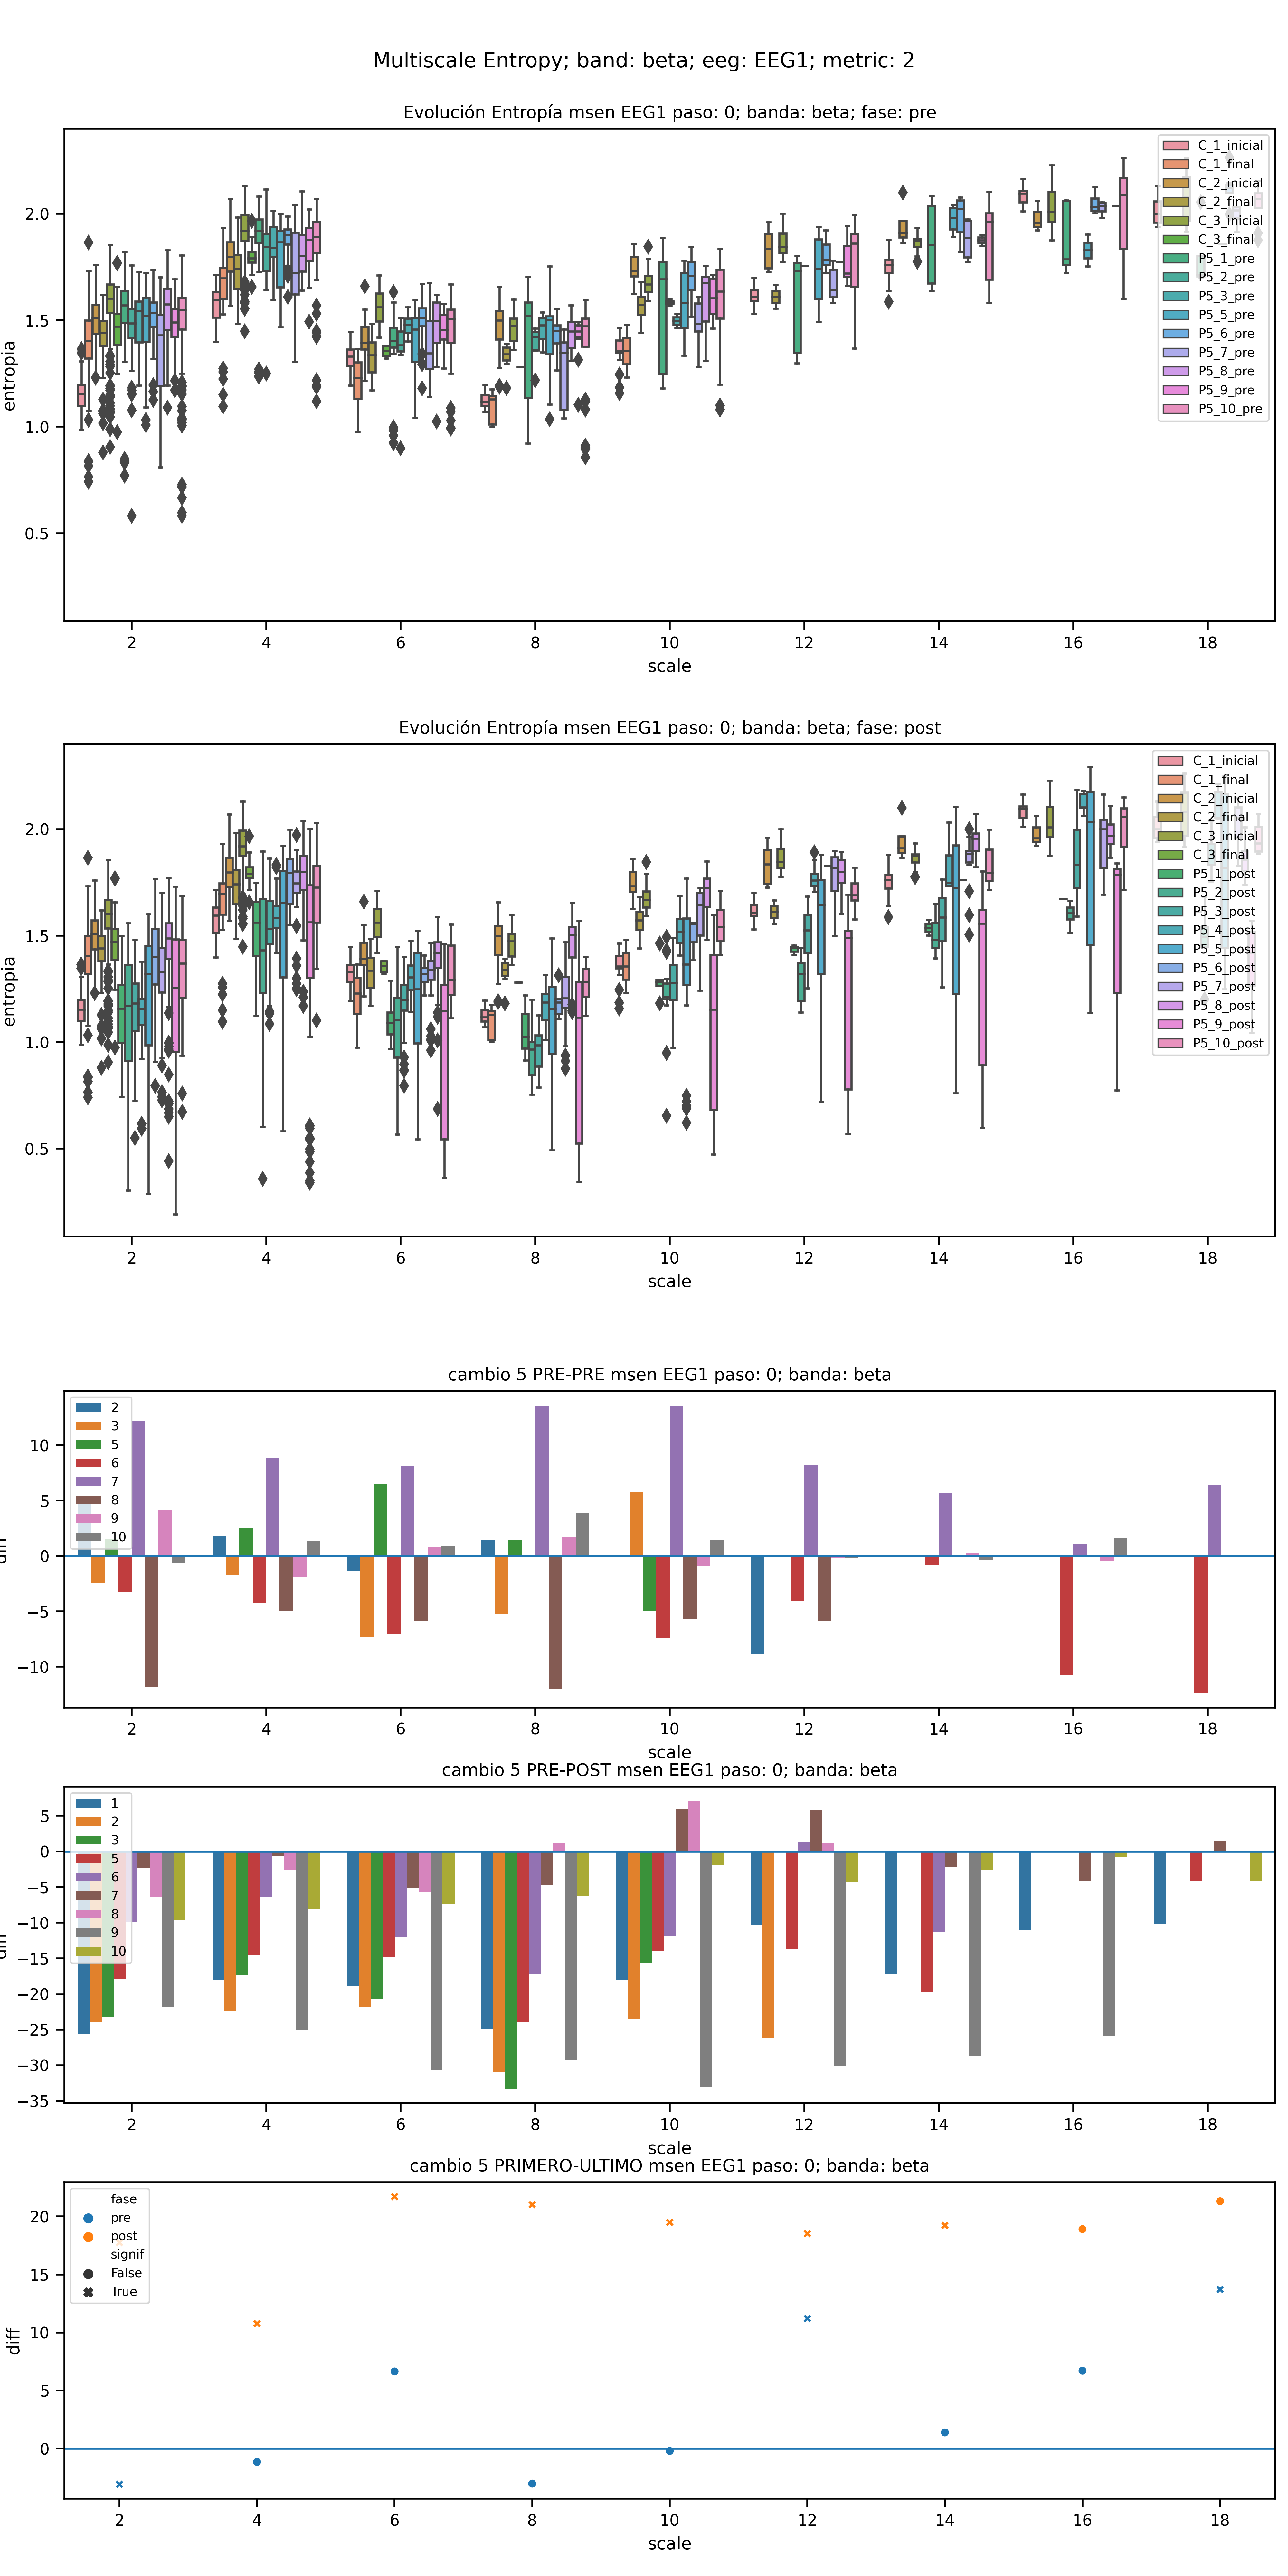 Multiscale Entropy; band: beta; eeg: EEG1; metric: 2
Evolución Entropía msen EEG1 paso: 0; banda: beta; fase: pre
entropia
2.0
1.5
1.0
0.5
C_1_inicial
C_1_final
C_2_inicial
C_2_final
C_3_inicial
C_3_final
P5_1_pre
P5_2_pre
P5_3_pre
P5_5_pre
P5_6_pre
P5_7_pre
P5_8_pre
P5_9_pre
P5_10_pre
2 4 6 8 10 12 14 16 18
scale
Evolución Entropía msen EEG1 paso: 0; banda: beta; fase: post
entropia
2.0
1.5
1.0
0.5
C_1_inicial
C_1_final
C_2_inicial
C_2_final
C_3_inicial
C_3_final
P5_1_post
P5_2_post
P5_3_post
P5_4_post
P5_5_post
P5_6_post
P5_7_post
P5_8_post
P5_9_post
P5_10_post
2 4 6 8 10 12 14 16 18
scale
cambio 5 PRE-PRE msen EEG1 paso: 0; banda: beta
diff
10
5
0
−5
−10
2
3
5
6
7
8
9
10
2 4 6 8 10 12 14 16 18
scale
cambio 5 PRE-POST msen EEG1 paso: 0; banda: beta
diff
5
0
−5
−10
−15
−20
−25
−30
−35
1
2
3
5
6
7
8
9
10
2 4 6 8 10 12 14 16 18
scale
cambio 5 PRIMERO-ULTIMO msen EEG1 paso: 0; banda: beta
diff
20
15
10
5
0
fase
pre
post
signif
False
True
2 4 6 8 10 12 14 16 18
scale